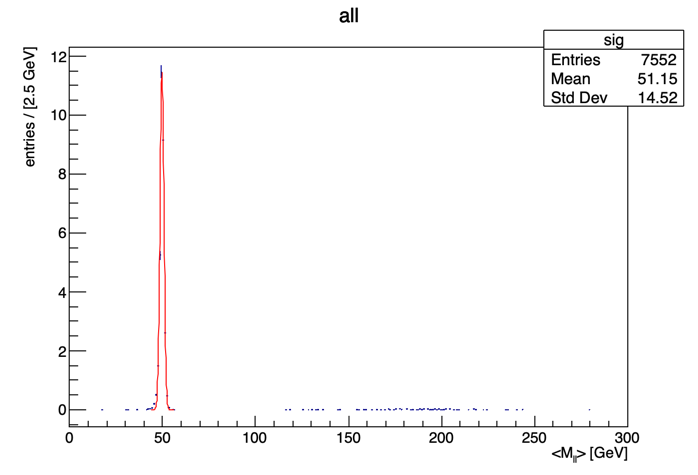 all
sig
Entries 7552
Mean 51.15
Std Dev 14.52
entries / [2.5 GeV]
12
10
8
6
4
2
0
0 50 100 150 200 250 300
<M_ll> [GeV]